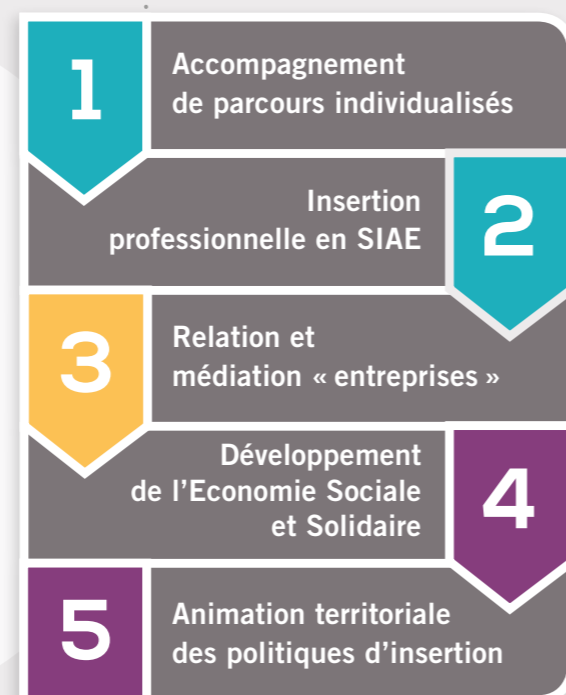 1
Accompagnement
de parcours individualisés
Insertion
professionnelle en SIAE
2
3
Relation et
médiation « entreprises »
Développement
de l'Economie Sociale
et Solidaire
4
5
Animation territoriale
des politiques d'insertion